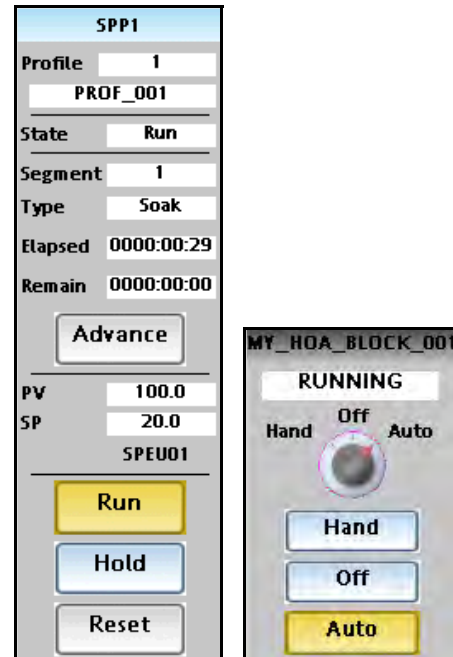 SPP1
Profile 1
PROF_001
State Run
Segment 1
Type Soak
Elapsed 0000:00:29
Remain 0000:00:00
Advance
PV 100.0
SP 20.0
SPEU01
Run
Hold
Reset
MY_HOA_BLOCK_001
RUNNING
Off
Hand Auto
Hand
Off
Auto